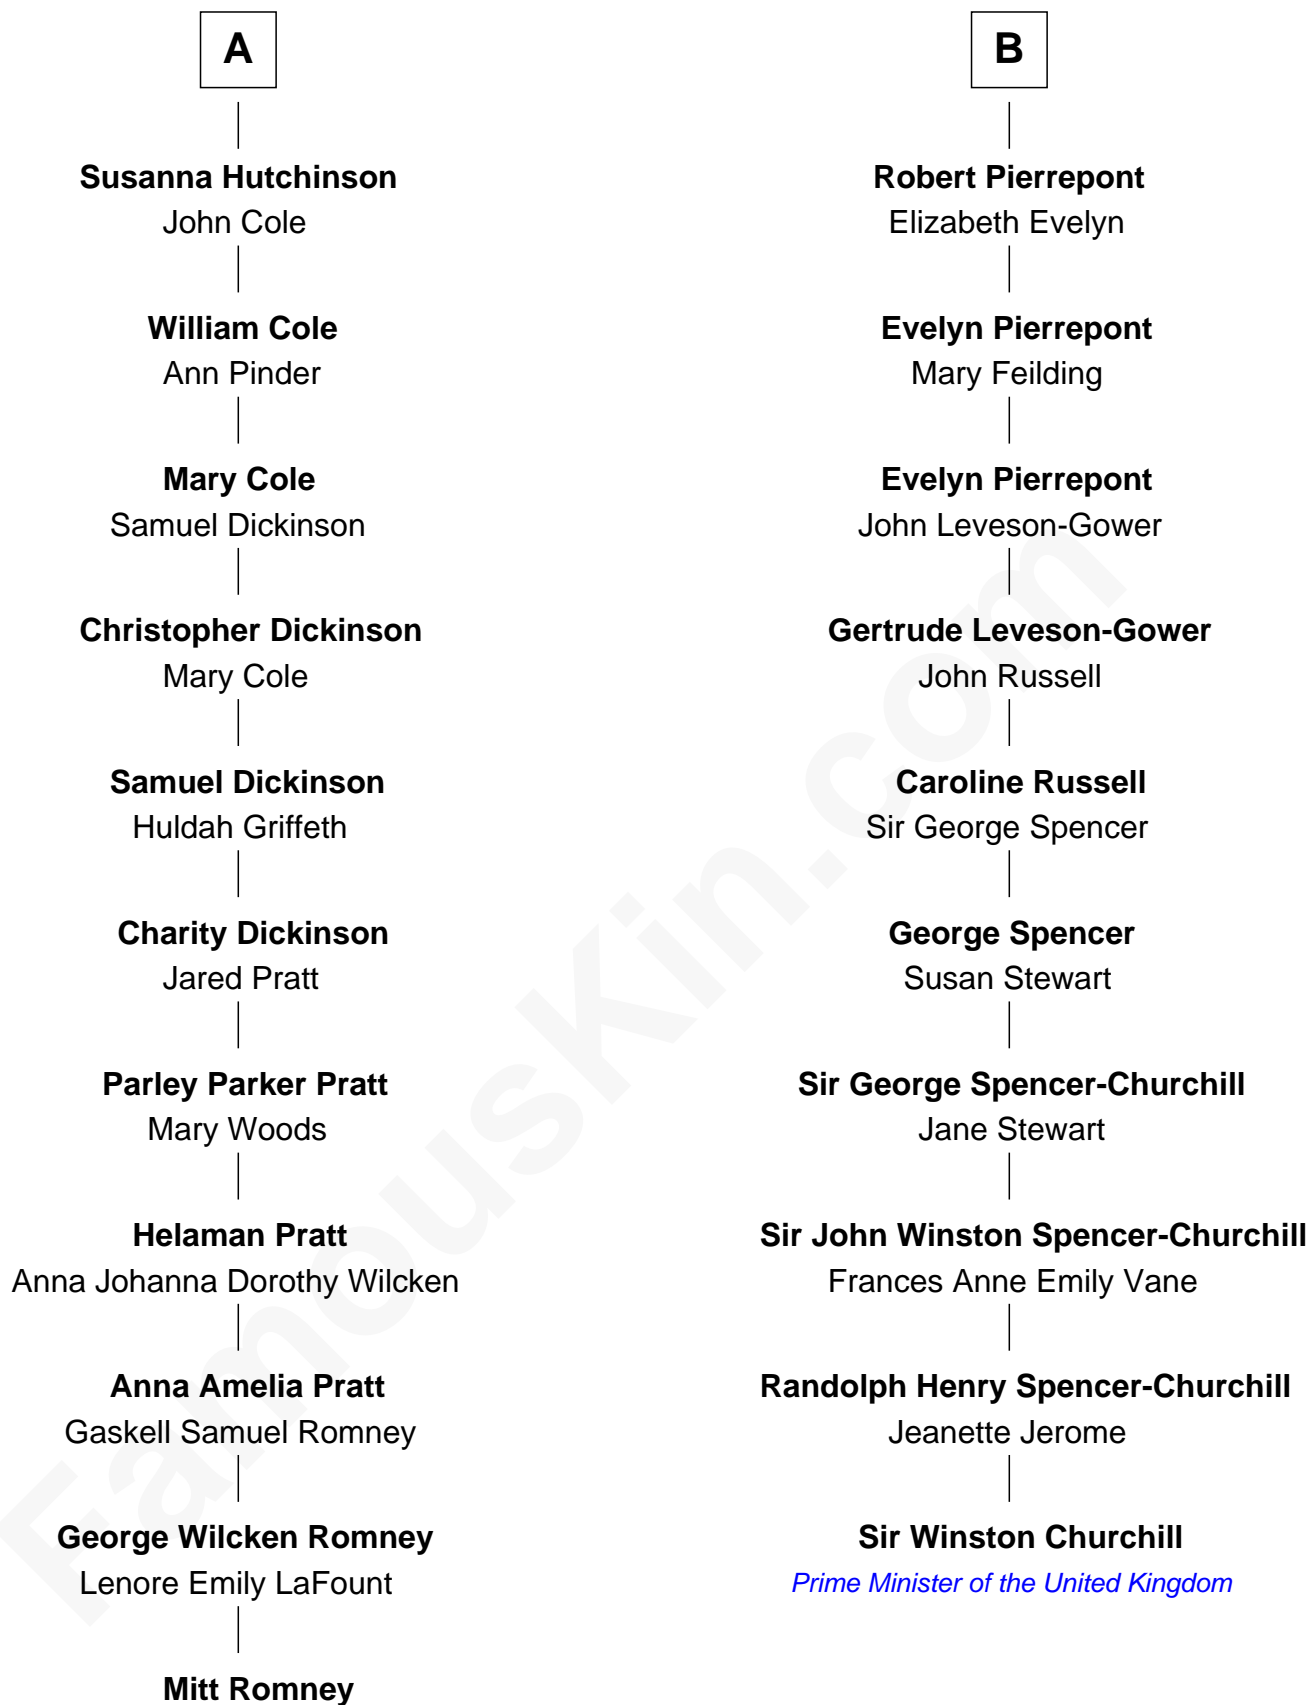 A
Susanna Hutchinson
John Cole
William Cole
Ann Pinder
Mary Cole
Samuel Dickinson
Christopher Dickinson
Mary Cole
Samuel Dickinson
Huldah Griffeth
Charity Dickinson
Jared Pratt
Parley Parker Pratt
Mary Woods
Helaman Pratt
Anna Johanna Dorothy Wilcken
Anna Amelia Pratt
Gaskell Samuel Romney
George Wilcken Romney
Lenore Emily LaFount
Mitt Romney
B
Robert Pierrepont
Elizabeth Evelyn
Evelyn Pierrepont
Mary Feilding
Evelyn Pierrepont
John Leveson-Gower
Gertrude Leveson-Gower
John Russell
Caroline Russell
Sir George Spencer
George Spencer
Susan Stewart
Sir George Spencer-Churchill
Jane Stewart
Sir John Winston Spencer-Churchill
Frances Anne Emily Vane
Randolph Henry Spencer-Churchill
Jeanette Jerome
Sir Winston Churchill
Prime Minister of the United Kingdom
FamousKin.com